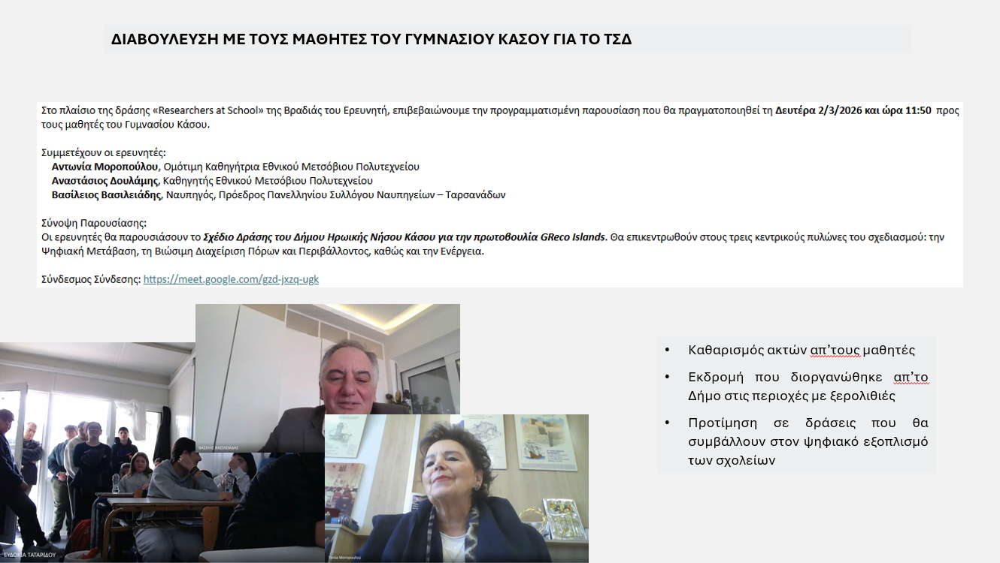 ΔΙΑΒΟΥΛΕΥΣΗ ΜΕ ΤΟΥΣ ΜΑΘΗΤΕΣ ΤΟΥ ΓΥΜΝΑΣΙΟΥ ΚΑΣΟΥ ΓΙΑ ΤΟ ΤΣΔ
Στο πλαίσιο της δράσης «Researchers at School» της Βραδιάς του Ερευνητή, επιβεβαιώνουμε την προγραμματισμένη παρουσίαση που θα πραγματοποιηθεί τη Δευτέρα 2/3/2026 και ώρα 11:50 προς
τους μαθητές του Γυμνασίου Κάσου.
Συμμετέχουν οι ερευνητές:
Αντωνία Μοροπούλου, Ομότιμη Καθηγήτρια Εθνικού Μετσόβιου Πολυτεχνείου
Αναστάσιος Δουλάμης, Καθηγητής Εθνικού Μετσόβιου Πολυτεχνείου
Βασίλειος Βασιλειάδης, Ναυπηγός, Πρόεδρος Πανελληνίου Συλλόγου Ναυπηγείων – Ταρσανάδων
Σύνοψη Παρουσίασης:
Οι ερευνητές θα παρουσιάσουν το Σχέδιο Δράσης του Δήμου Ηρωικής Νήσου Κάσου για την πρωτοβουλία GReco Islands. Θα επικεντρωθούν στους τρεις κεντρικούς πυλώνες του σχεδιασμού: την
Ψηφιακή Μετάβαση, τη Βιώσιμη Διαχείριση Πόρων και Περιβάλλοντος, καθώς και την Ενέργεια.
Σύνδεσμος Σύνδεσης: https://meet.google.com/gzd-jxzq-ugk
• Καθαρισμός ακτών απ’τους μαθητές
• Εκδρομή που διοργανώθηκε απ’το
Δήμο στις περιοχές με ξερολιθιές
• Προτίμηση σε δράσεις που θα
συμβάλλουν στον ψηφιακό εξοπλισμό
των σχολείων
ΒΑΣΙΛΗΣ ΒΑΣΙΛΕΙΑΔΗΣ
ΕΥΔΟΚΙΑ ΤΑΤΑΡΙΔΟΥ
Tonia Moropoulou